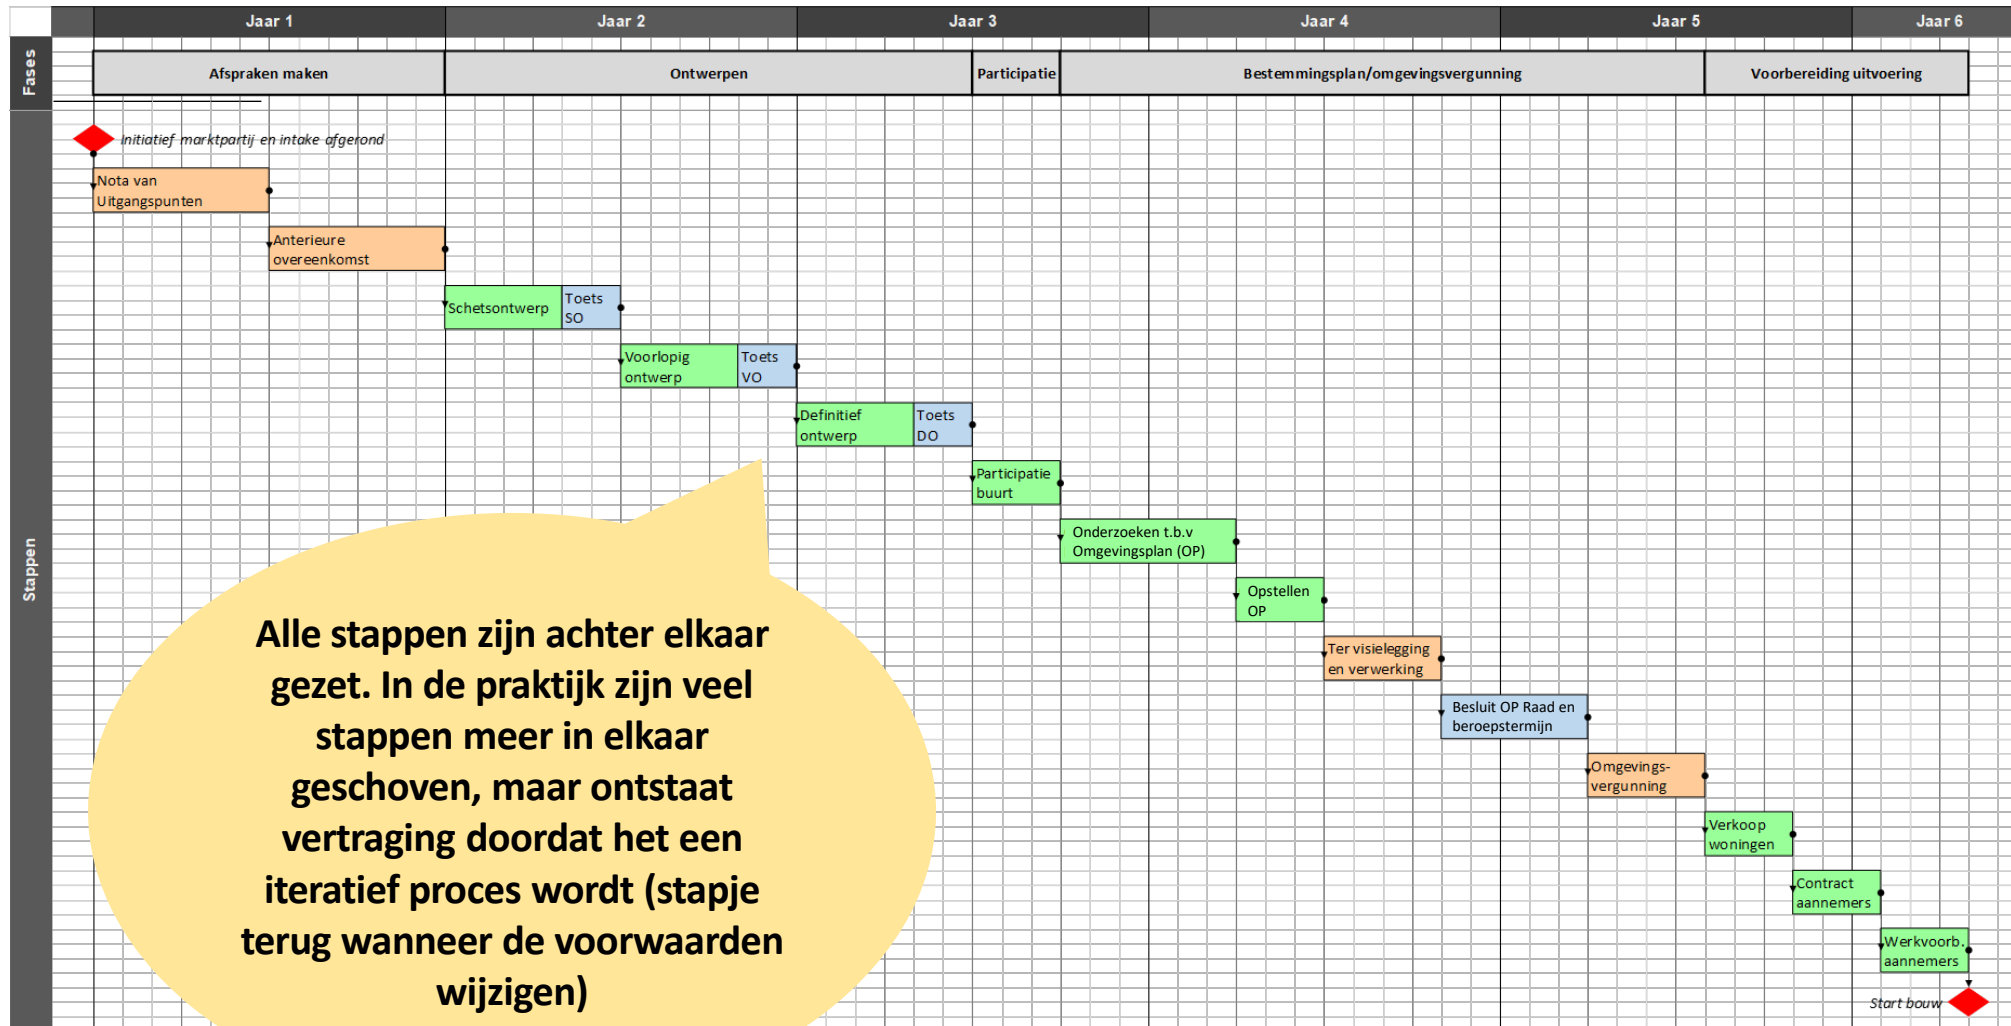 Jaar 1
Jaar 2
Jaar 3
Jaar 4
Jaar 5
Jaar 6
Fases
Afspraken maken
Ontwerpen
Participatie
Bestemmingsplan/omgevingsvergunning
Voorbereiding uitvoering
Stappen
Initiatief marktpartij en intake afgerond
Nota van
Uitgangspunten
Anterieure
overeenkomst
Schetsontwerp
Toets
SO
Voorlopig
ontwerp
Toets
VO
Definitief
ontwerp
Toets
DO
Participatie
buurt
Onderzoeken t.b.v
Omgevingsplan (OP)
Opstellen
OP
Ter visielegging
en verwerking
Besluit OP Raad en
beroepstermijn
Omgevings-
vergunning
Verkoop
woningen
Contract
aannemers
Werkvoorb.
aannemers
Start bouw
Alle stappen zijn achter elkaar
gezet. In de praktijk zijn veel
stappen meer in elkaar
geschoven, maar ontstaat
vertraging doordat het een
iteratief proces wordt (stapje
terug wanneer de voorwaarden
wijzigen)